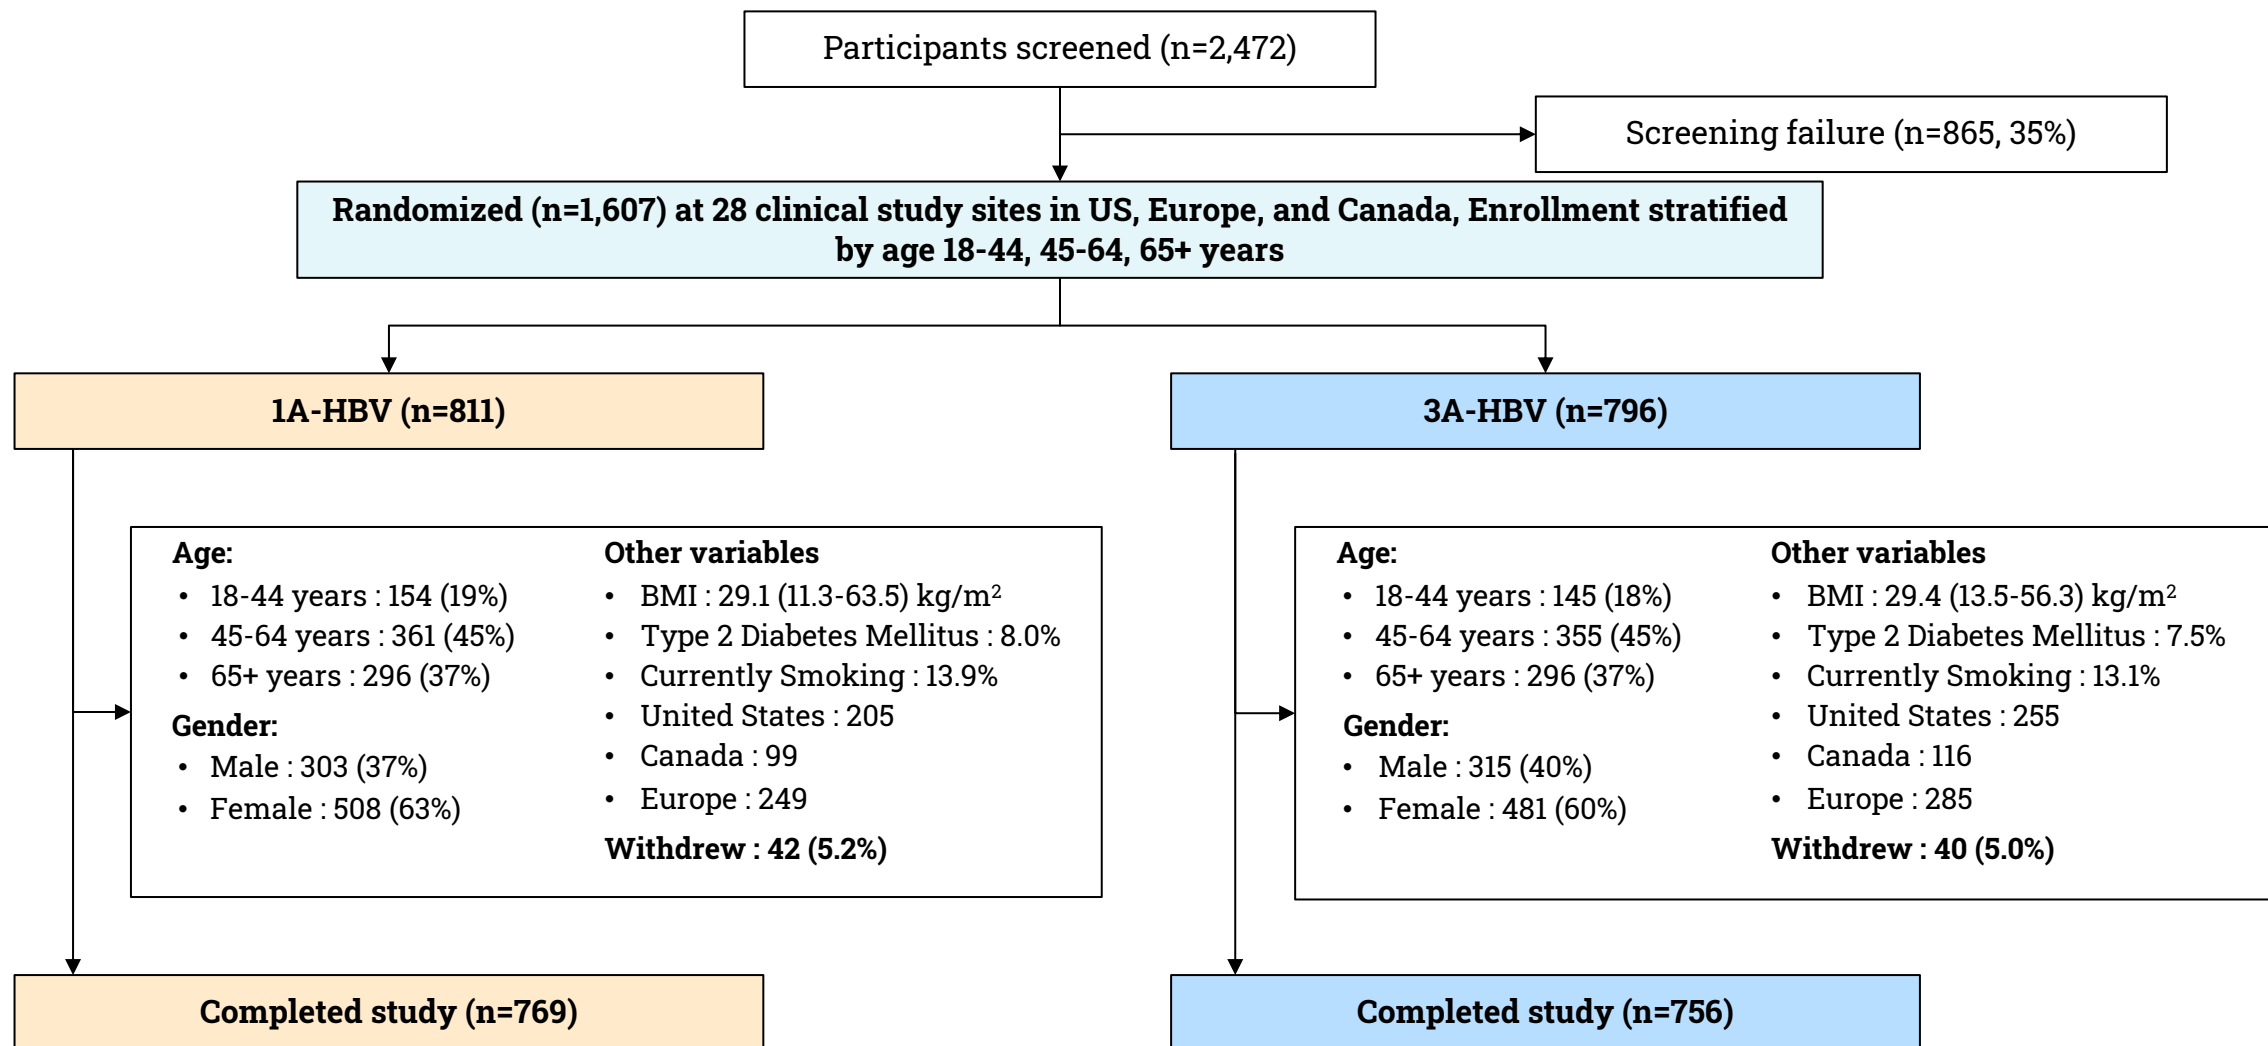 Participants screened (n=2,472)
Screening failure (n=865, 35%)
Randomized (n=1,607) at 28 clinical study sites in US, Europe, and Canada, Enrollment stratified
by age 18-44, 45-64, 65+ years
1A-HBV (n=811)
3A-HBV (n=796)
Age:
• 18-44 years : 154 (19%)
• 45-64 years : 361 (45%)
• 65+ years : 296 (37%)
Gender:
• Male : 303 (37%)
• Female : 508 (63%)
Other variables
• BMI : 29.1 (11.3-63.5) kg/m²
• Type 2 Diabetes Mellitus : 8.0%
• Currently Smoking : 13.9%
• United States : 205
• Canada : 99
• Europe : 249
Withdrew : 42 (5.2%)
Age:
• 18-44 years : 145 (18%)
• 45-64 years : 355 (45%)
• 65+ years : 296 (37%)
Gender:
• Male : 315 (40%)
• Female : 481 (60%)
Other variables
• BMI : 29.4 (13.5-56.3) kg/m²
• Type 2 Diabetes Mellitus : 7.5%
• Currently Smoking : 13.1%
• United States : 255
• Canada : 116
• Europe : 285
Withdrew : 40 (5.0%)
Completed study (n=769)
Completed study (n=756)